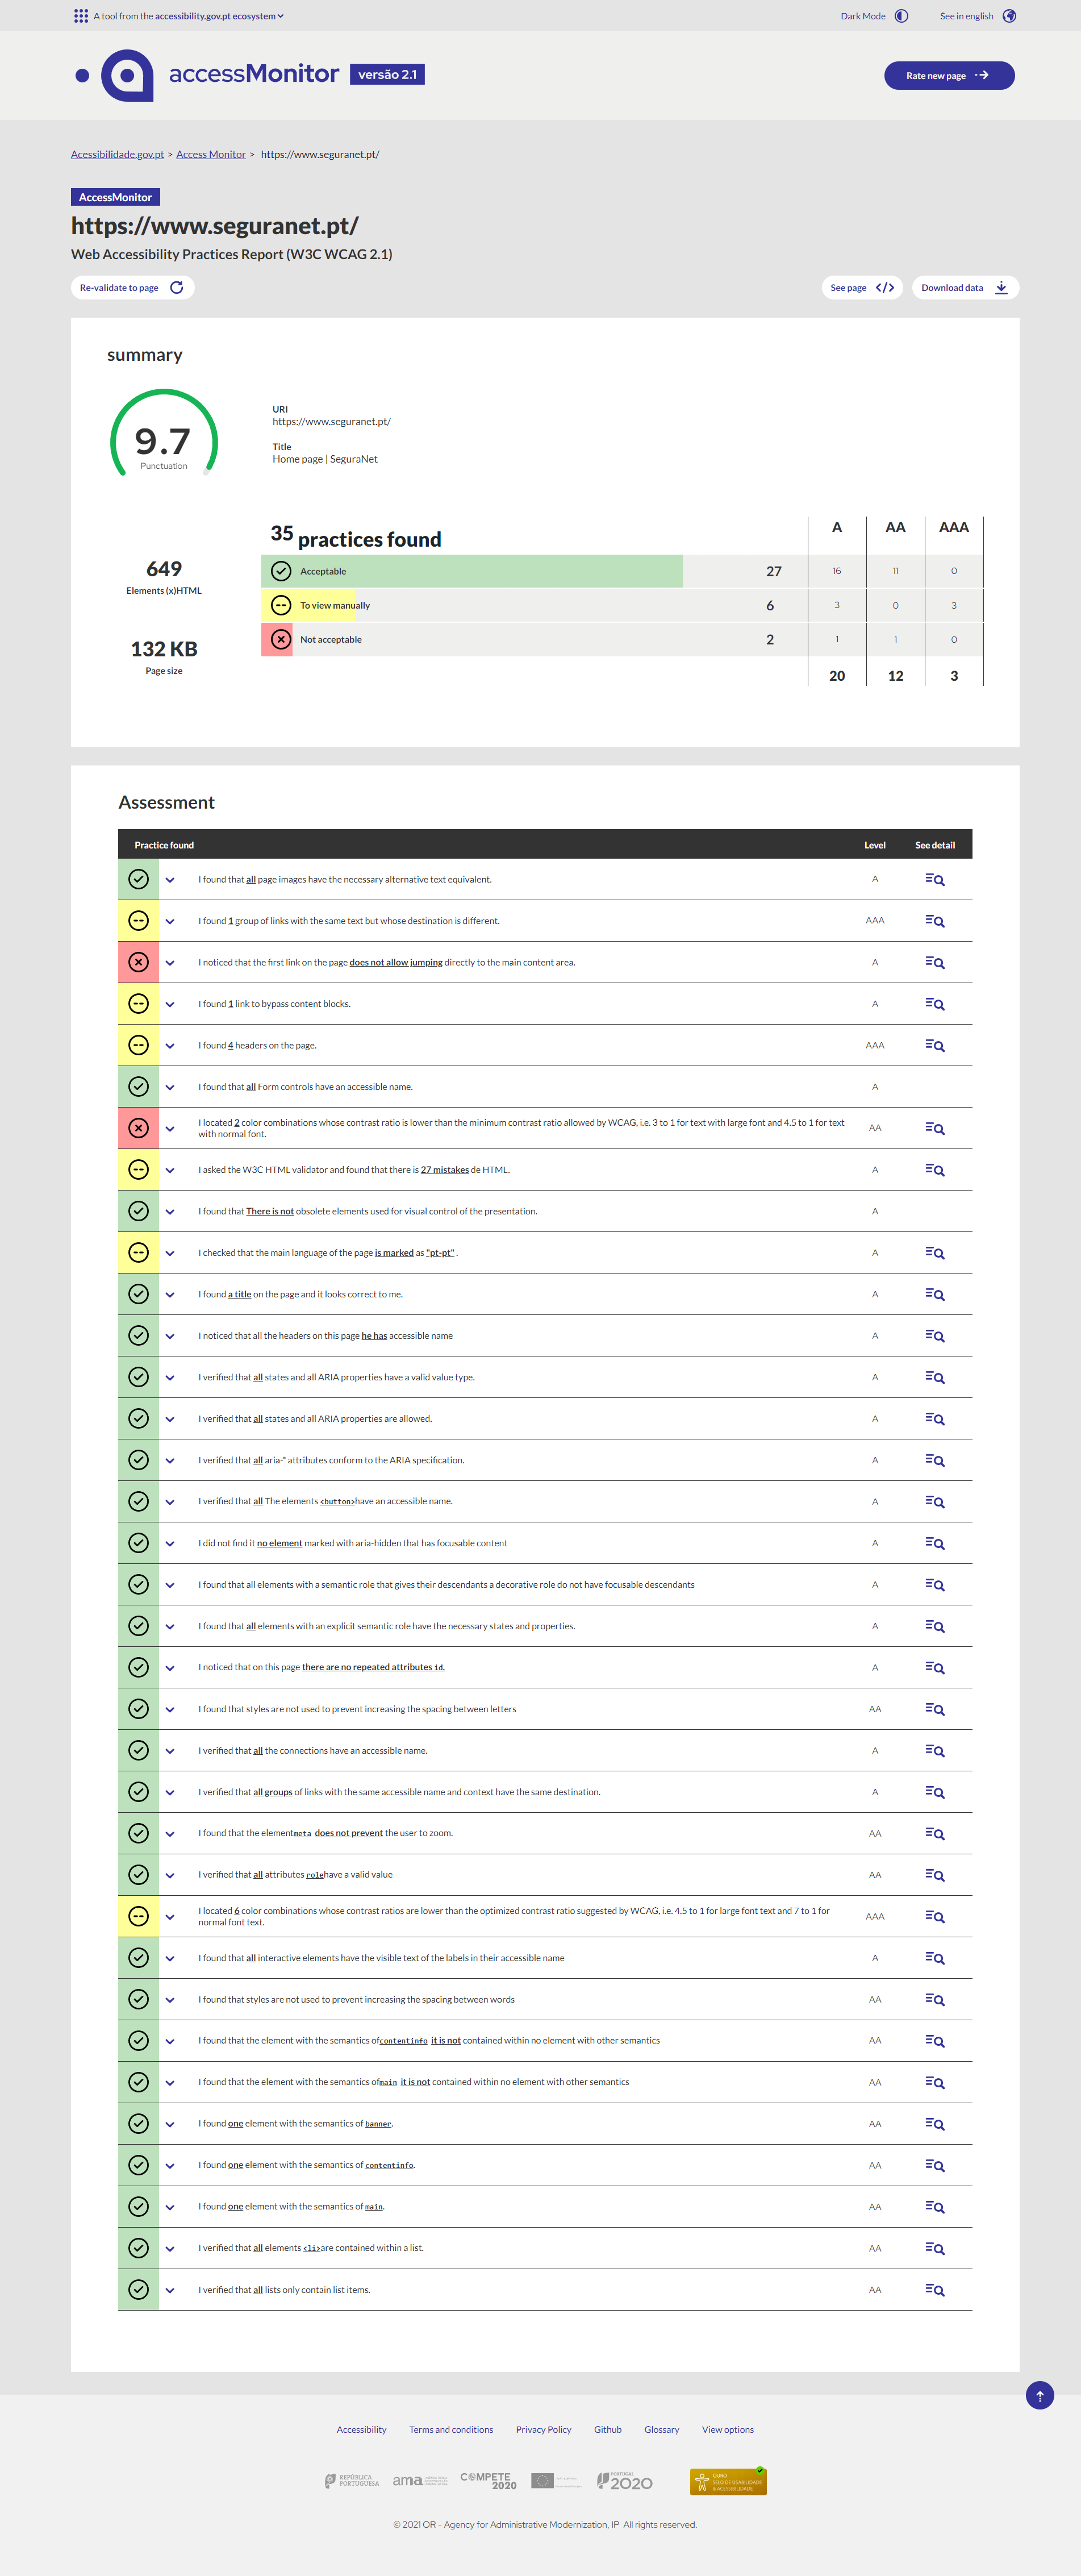 A tool from the accessibility.gov.pt ecosystem
Dark Mode
See in english
accessMonitor versão 2.1
Rate new page
Acessibilidade.gov.pt > Access Monitor > https://www.seguranet.pt/
AccessMonitor
https://www.seguranet.pt/
Web Accessibility Practices Report (W3C WCAG 2.1)
Re-validate to page
See page
Download data
summary
9.7
Punctuation
URI
https://www.seguranet.pt/
Title
Home page | SeguraNet
649
Elements (x)HTML
132 KB
Page size
35 practices found A AA AAA
Acceptable 27 16 11 0
To view manually 6 3 0 3
Not acceptable 2 1 1 0
20 12 3
Assessment
Practice found Level See detail
I found that all page images have the necessary alternative text equivalent. A
I found 1 group of links with the same text but whose destination is different. AAA
I noticed that the first link on the page does not allow jumping directly to the main content area. A
I found 1 link to bypass content blocks. A
I found 4 headers on the page. AAA
I found that all Form controls have an accessible name. A
I located 2 color combinations whose contrast ratio is lower than the minimum contrast ratio allowed by WCAG, i.e. 3 to 1 for text with large font and 4.5 to 1 for text
with normal font. AA
I asked the W3C HTML validator and found that there is 27 mistakes de HTML. A
I found that There is not obsolete elements used for visual control of the presentation. A
I checked that the main language of the page is marked as "pt-pt" . A
I found a title on the page and it looks correct to me. A
I noticed that all the headers on this page he has accessible name A
I verified that all states and all ARIA properties have a valid value type. A
I verified that all states and all ARIA properties are allowed. A
I verified that all aria-* attributes conform to the ARIA specification. A
I verified that all The elements <button>have an accessible name. A
I did not find it no element marked with aria-hidden that has focusable content A
I found that all elements with a semantic role that gives their descendants a decorative role do not have focusable descendants A
I found that all elements with an explicit semantic role have the necessary states and properties. A
I noticed that on this page there are no repeated attributes id. A
I found that styles are not used to prevent increasing the spacing between letters AA
I verified that all the connections have an accessible name. A
I verified that all groups of links with the same accessible name and context have the same destination. A
I found that the elementmeta does not prevent the user to zoom. AA
I verified that all attributes rolehave a valid value AA
I located 6 color combinations whose contrast ratios are lower than the optimized contrast ratio suggested by WCAG, i.e. 4.5 to 1 for large font text and 7 to 1 for
normal font text. AAA
I found that all interactive elements have the visible text of the labels in their accessible name A
I found that styles are not used to prevent increasing the spacing between words AA
I found that the element with the semantics ofcontentinfo it is not contained within no element with other semantics AA
I found that the element with the semantics ofmain it is not contained within no element with other semantics AA
I found one element with the semantics of banner. AA
I found one element with the semantics of contentinfo. AA
I found one element with the semantics of main. AA
I verified that all elements <li>are contained within a list. AA
I verified that all lists only contain list items. AA
Accessibility Terms and conditions Privacy Policy Github Glossary View options
REPÚBLICA
PORTUGUESA
ama
COMPETE
2020
PORTUGAL
2020
OURO
SELO DE USABILIDADE
& ACESSIBILIDADE
© 2021 OR - Agency for Administrative Modernization, IP All rights reserved.